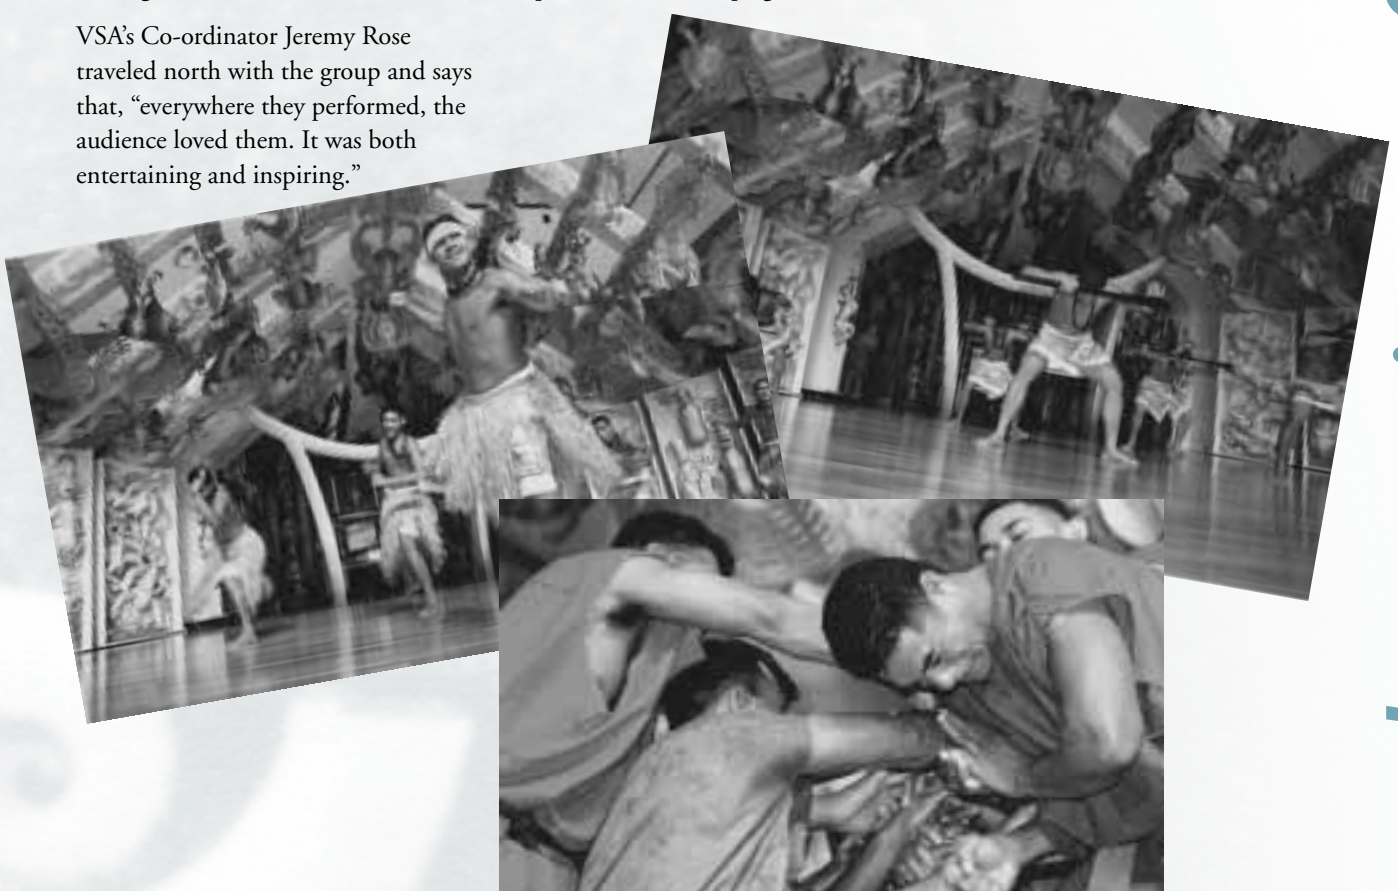 VSA’s Co-ordinator Jeremy Rose
traveled north with the group and says
that, “everywhere they performed, the
audience loved them. It was both
entertaining and inspiring.”